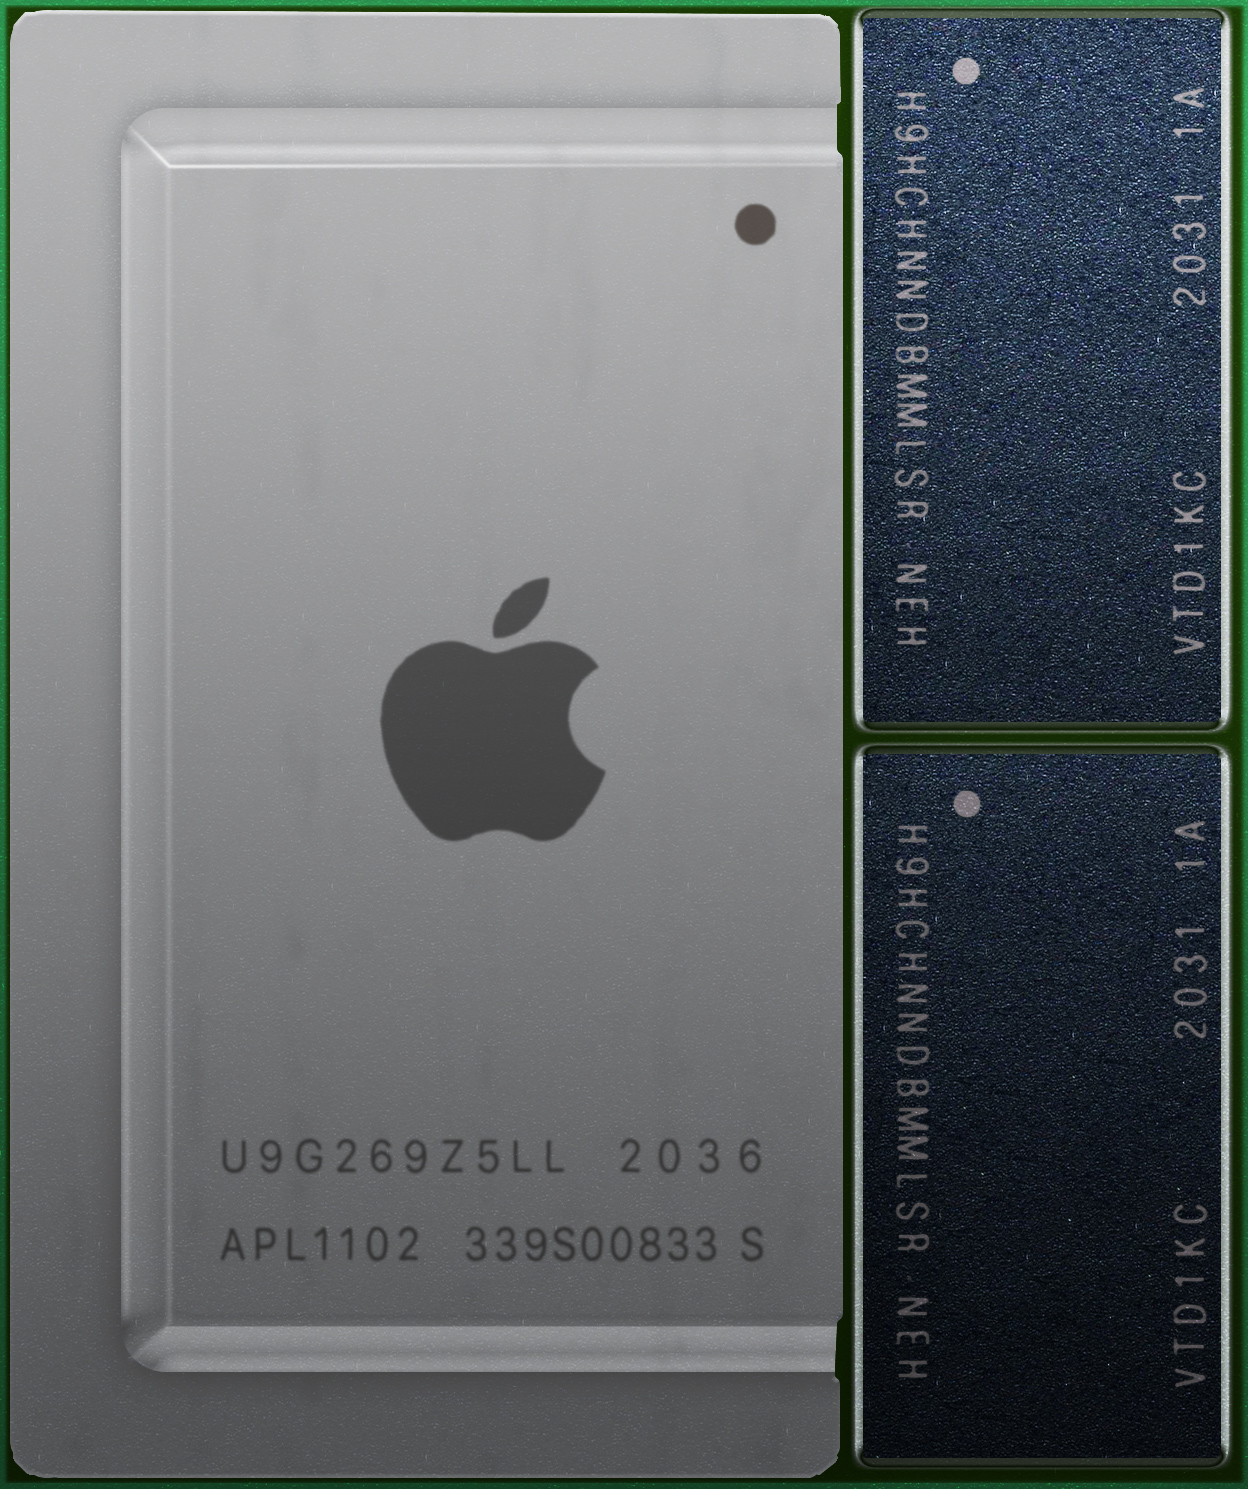 U9G269Z5LL 2036
APL1102 339S00833 S
H9HCHNND8MMLSR-NEH
VTD1KC 2031 1A
H9HCHNND8MMLSR-NEH
VTD1KC 2031 1A